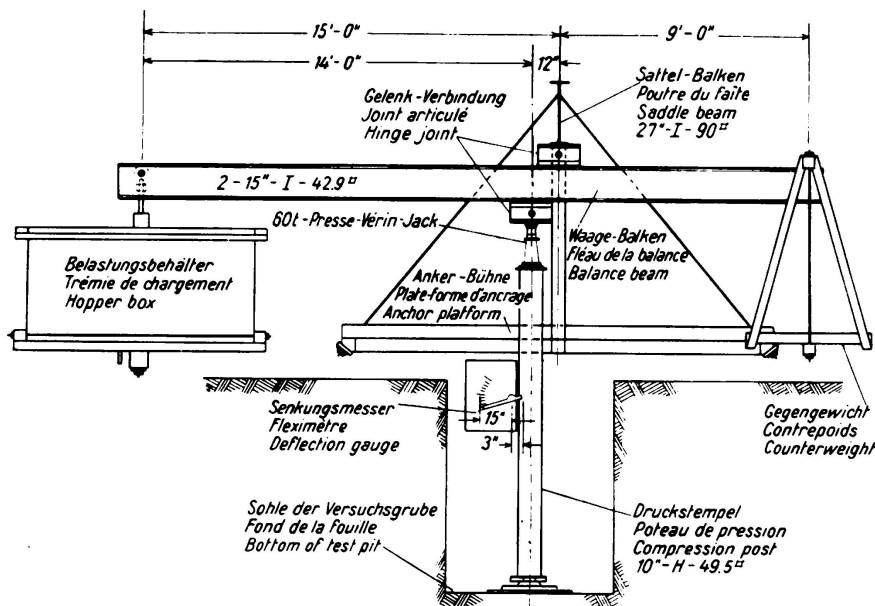 15'-0"
9'-0"
14'-0"
12"
Sattel-Balken
Poutre du faîte
Saddle beam
27"-I-90#
Gelenk-Verbindung
Joint articulé
Hinge joint
2-15"-I-42.9#
60t-Presse-Vérin-Jack
Waage-Balken
Fléau de la balance
Balance beam
Belastungsbehälter
Trémie de chargement
Hopper box
Anker-Bühne
Plate-forme d'ancrage
Anchor platform
Senkungsmesser
Fleximètre
Deflection gauge
15"
3"
Gegengewicht
Contrepoids
Counterweight
Sohle der Versuchsgrube
Fond de la fouille
Bottom of test pit
Druckstempel
Poteau de pression
Compression post
10"-H-49.5#